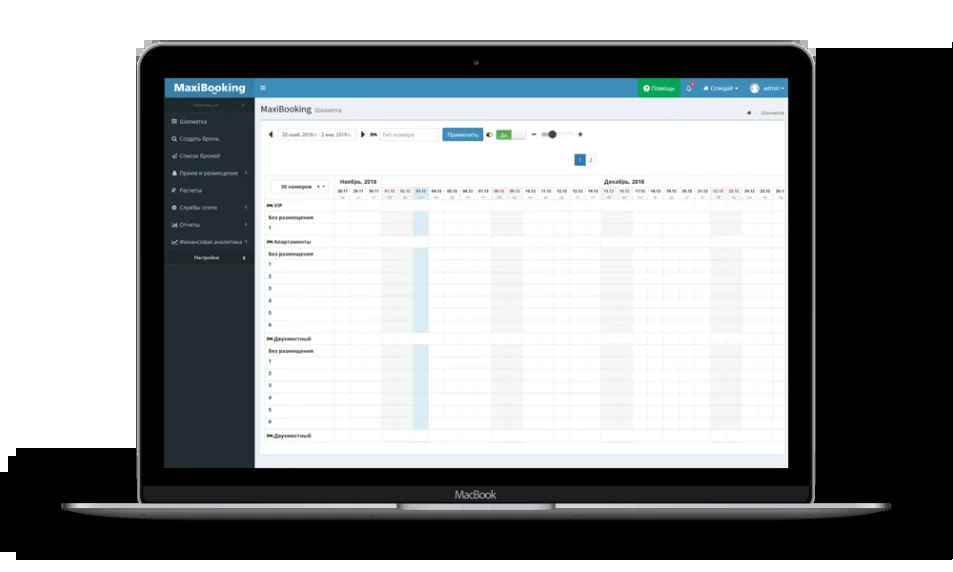 MaxiBooking
Помощь
Созидай
admin
Навигация
Шахматка
Создать бронь
Список броней
Прием и размещение
Расчеты
Службы отеля
Отчеты
Финансовая аналитика
Настройки
MaxiBooking Шахматка
Шахматка
26 нояб. 2018 г. - 2 янв. 2019 г.
Тип номера
Применить
Да
1 2
30 номеров
Ноябрь, 2018
Декабрь, 2018
28.11 29.11 30.11 01.12 02.12 03.12 04.12 05.12 06.12 07.12 08.12 09.12 10.12 11.12 12.12 13.12 14.12 15.12 16.12 17.12 18.12 19.12 20.12 21.12 22.12 23.12 24.12 25.12
VIP
Без размещения
1
Апартаменты
Без размещения
1
2
3
4
5
6
Двухместный
Без размещения
1
2
3
4
5
6
Двухместный
MacBook